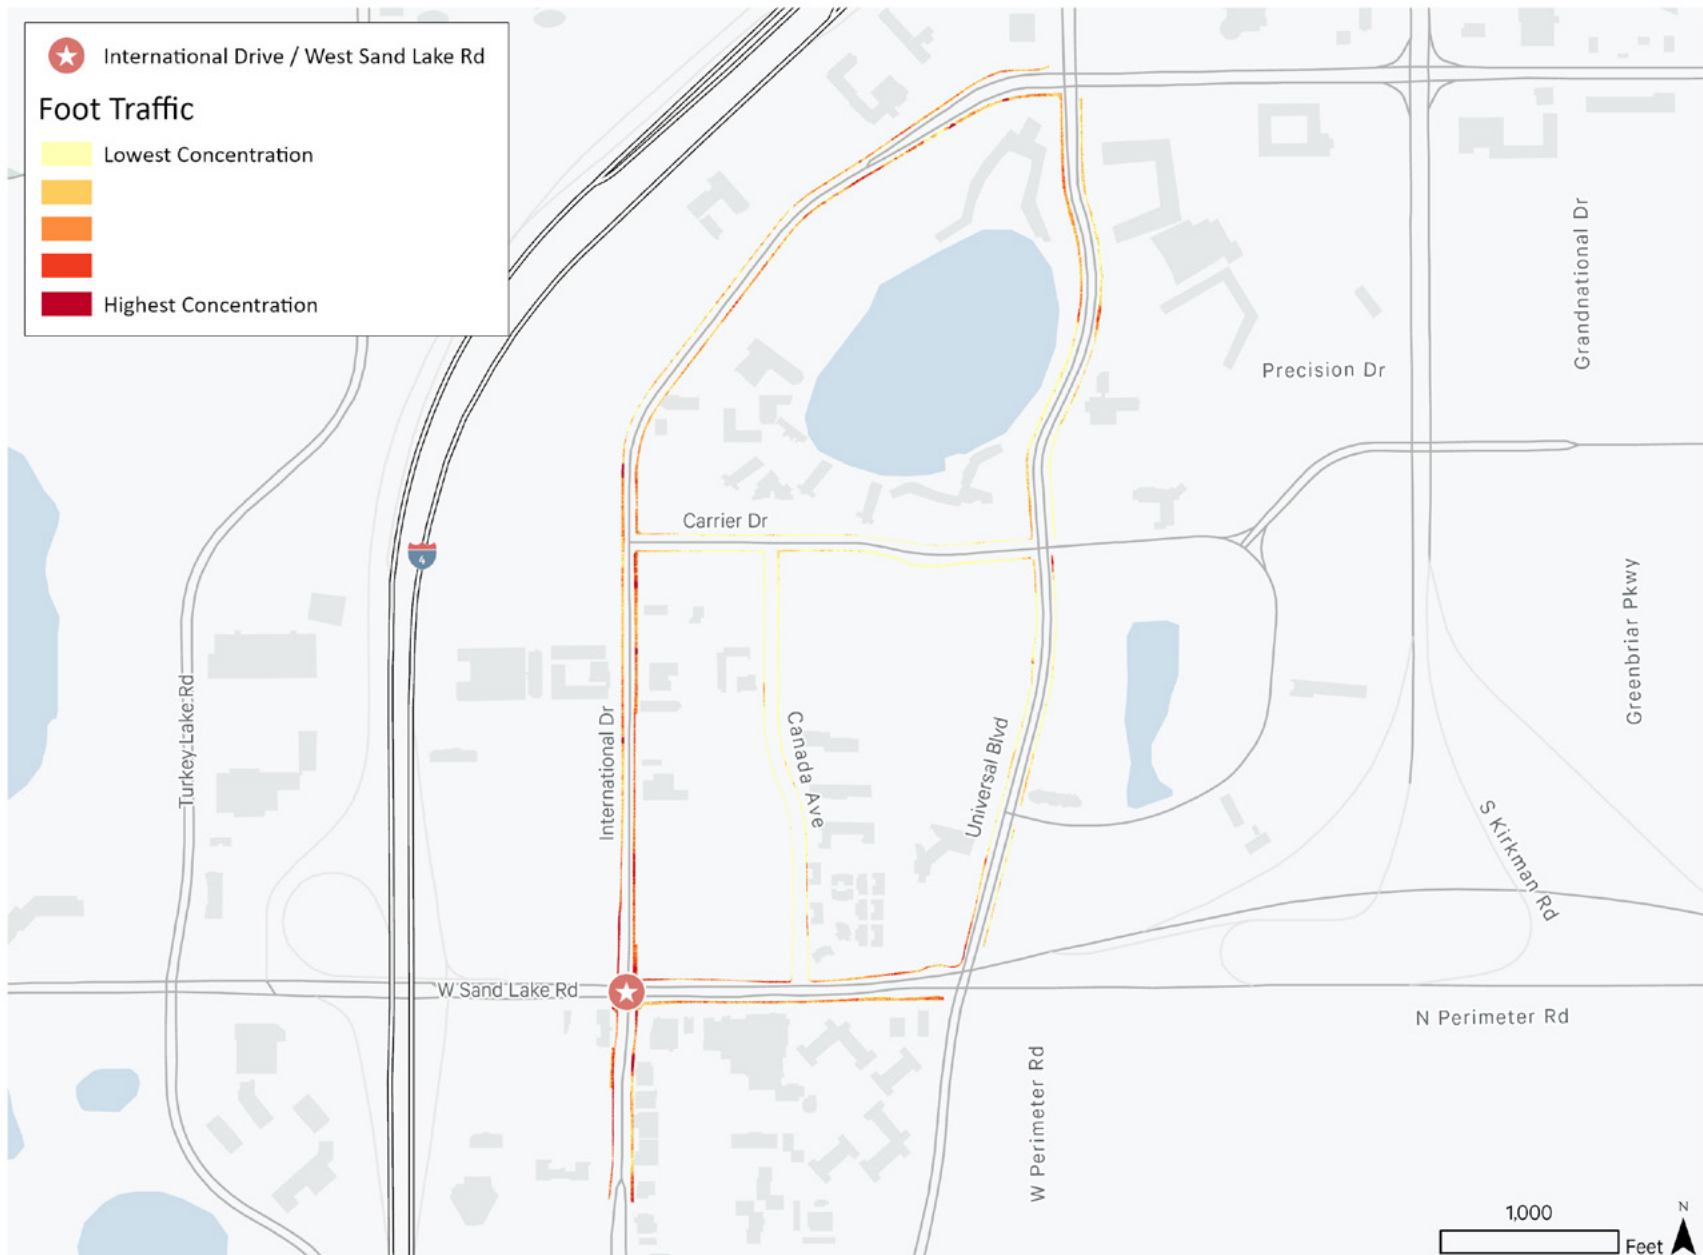 International Drive / West Sand Lake Rd
Foot Traffic
Lowest Concentration
Highest Concentration
Grandnational Dr
Precision Dr
Carrier Dr
4
Greenbriar Pkwy
Turkey Lake Rd
International Dr
Canada Ave
Universal Blvd
S Kirkman Rd
W Sand Lake Rd
N Perimeter Rd
W Perimeter Rd
1,000
Feet
N